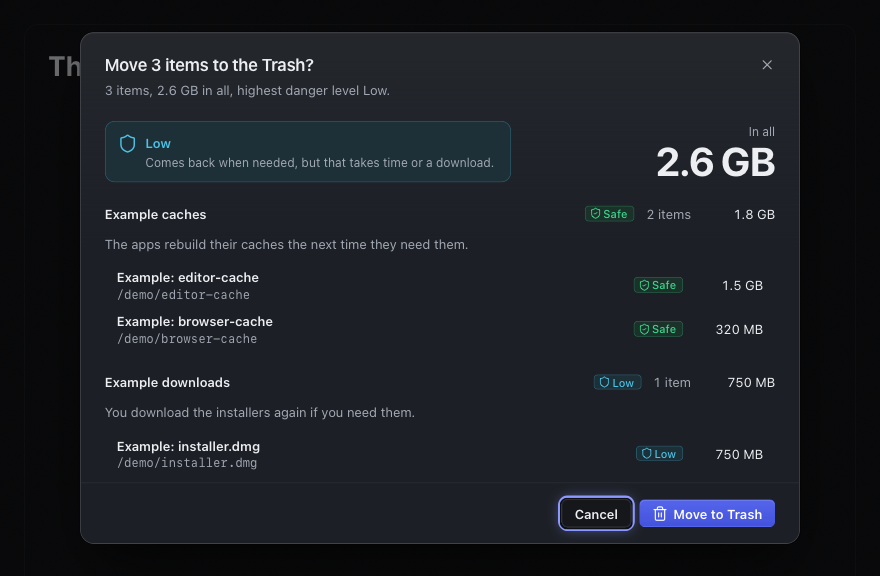 Th
Move 3 items to the Trash?
3 items, 2.6 GB in all, highest danger level Low.
Low
Comes back when needed, but that takes time or a download.
In all
2.6 GB
Example caches Safe 2 items 1.8 GB
The apps rebuild their caches the next time they need them.
Example: editor-cache
/demo/editor-cache
Safe 1.5 GB
Example: browser-cache
/demo/browser-cache
Safe 320 MB
Example downloads Low 1 item 750 MB
You download the installers again if you need them.
Example: installer.dmg
/demo/installer.dmg
Low 750 MB
Cancel Move to Trash